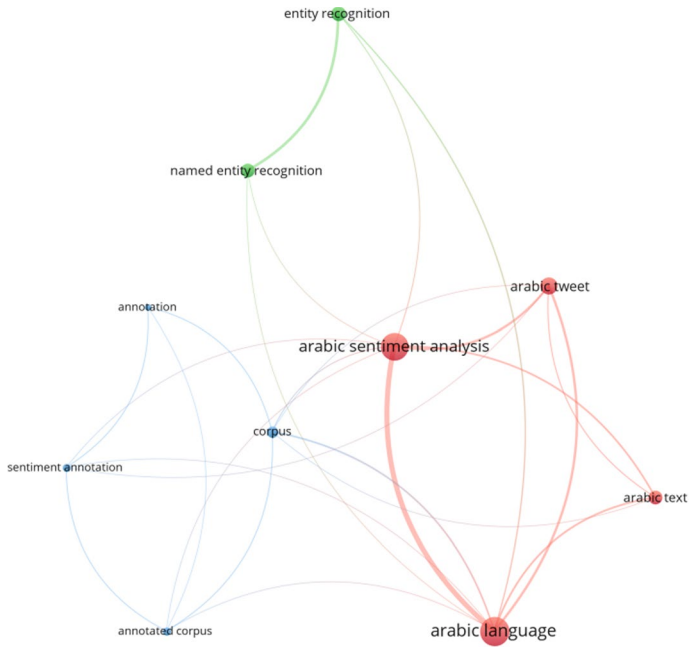 entity recognition
named entity recognition
arabic tweet
annotation
arabic sentiment analysis
corpus
sentiment annotation
arabic text
annotated corpus
arabic language